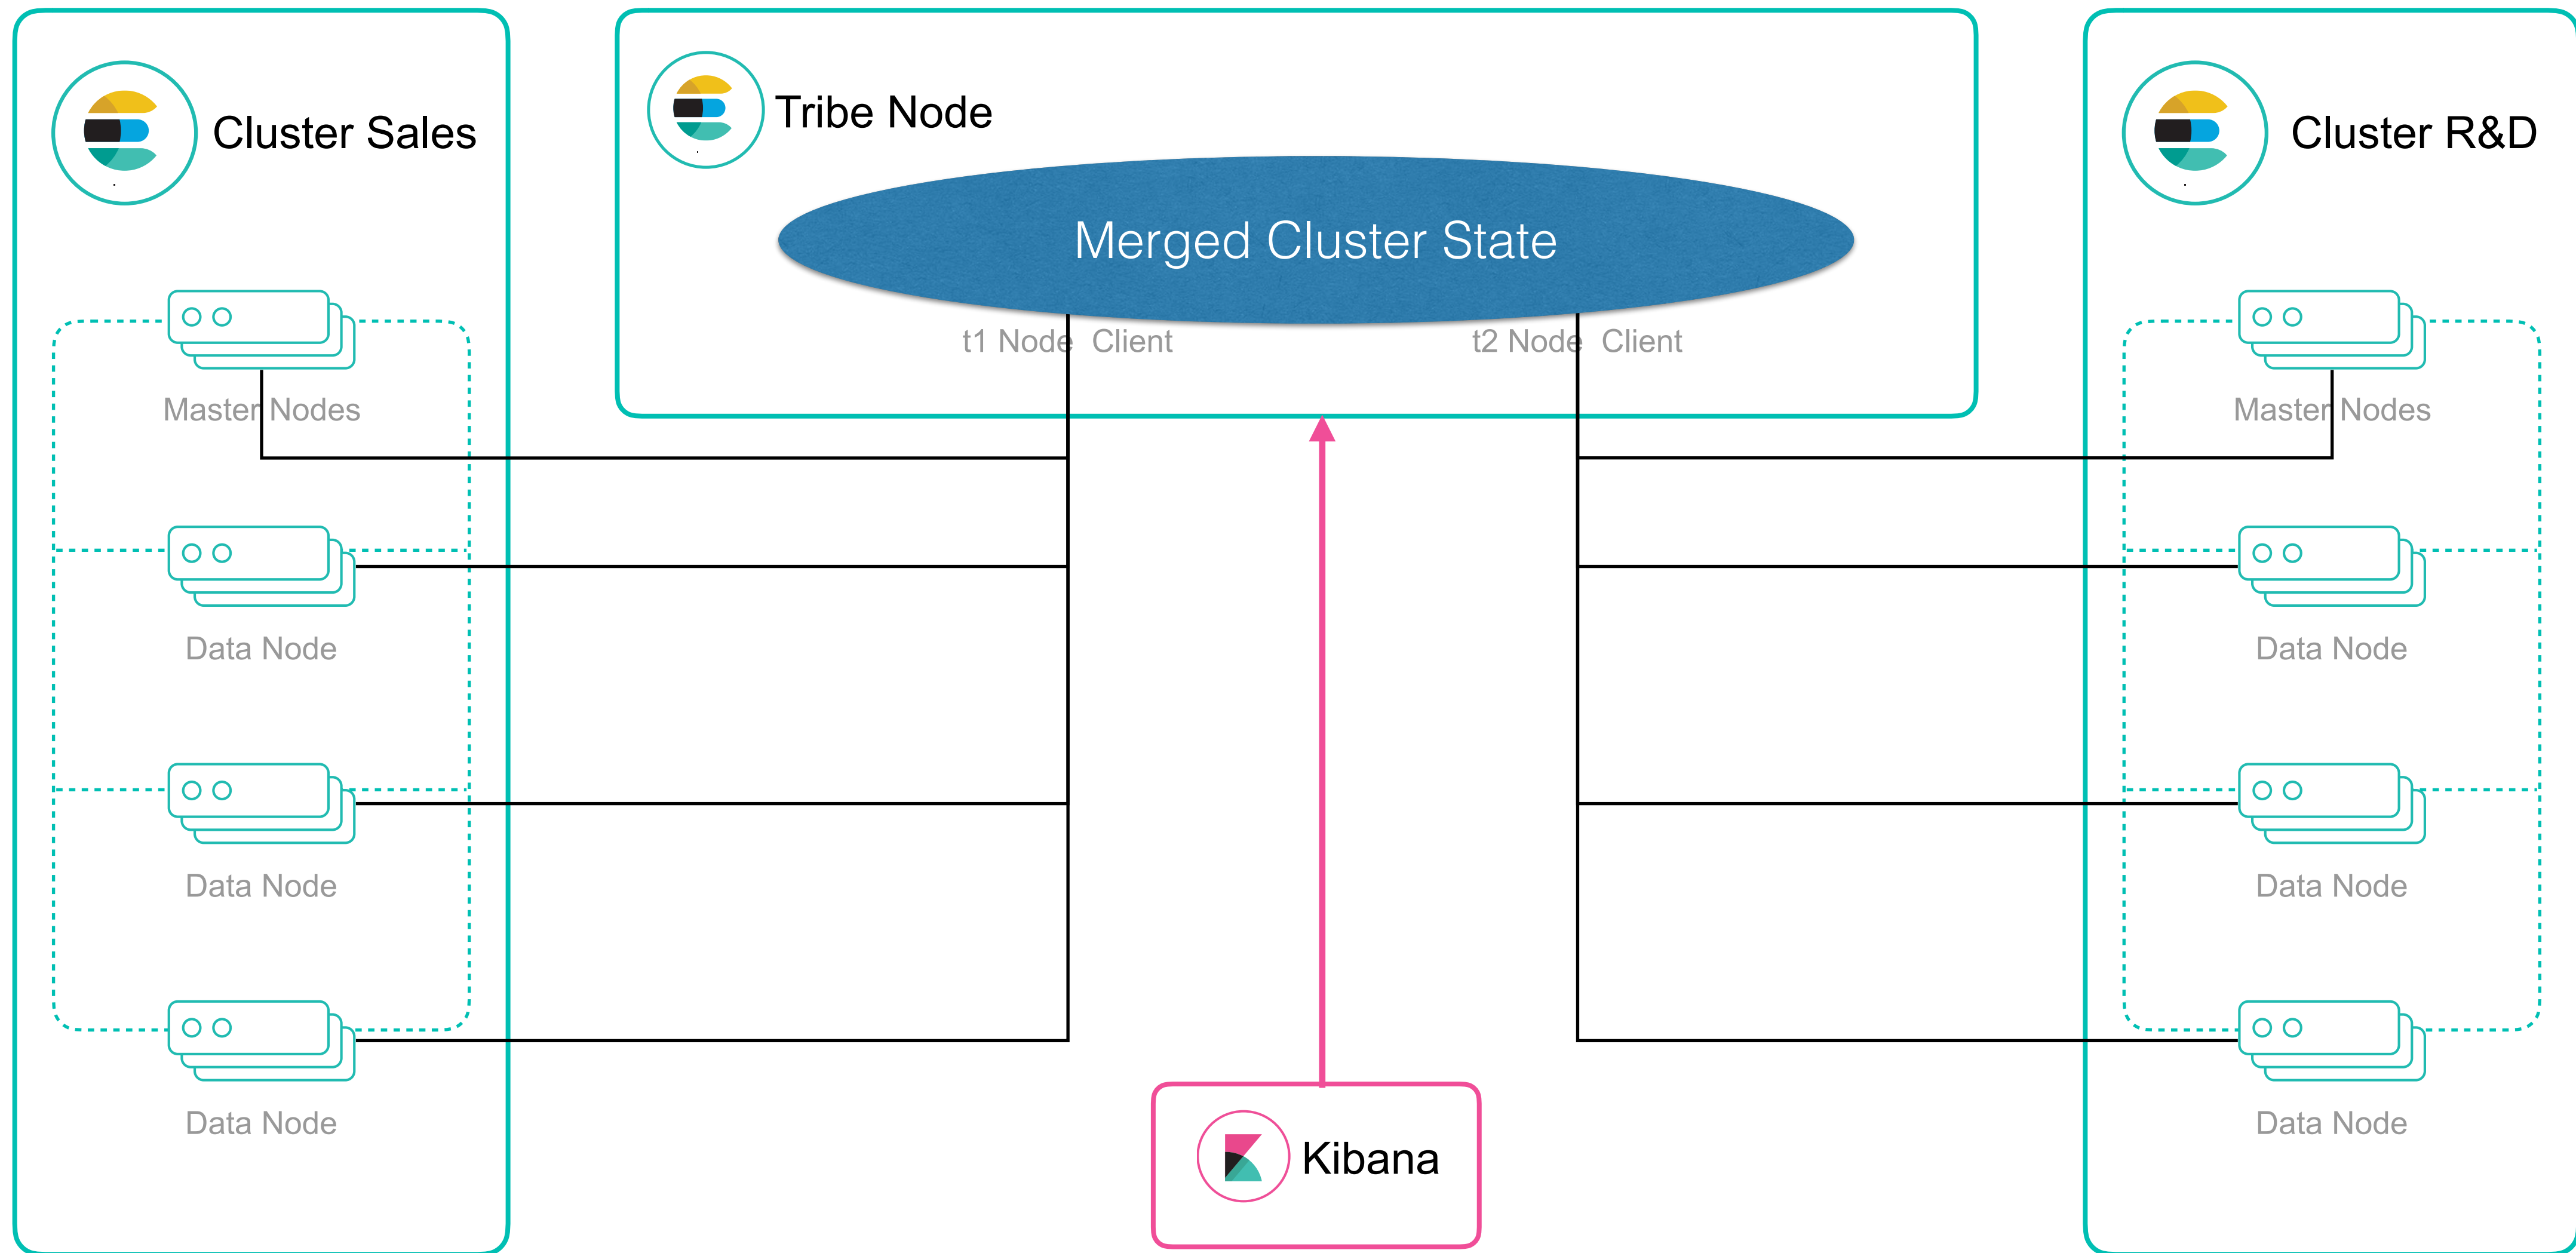 Cluster Sales
Master Nodes
Data Node
Data Node
Data Node
Tribe Node
Merged Cluster State
t1 Node Client
t2 Node Client
Kibana
Cluster R&D
Master Nodes
Data Node
Data Node
Data Node